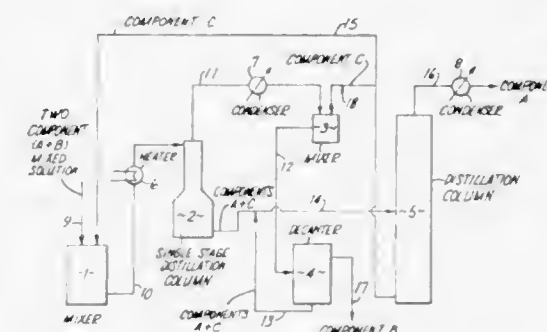 COMPONENT C
15
7
8
11
16
COMPONENT C
COMPONENT
A
CONDENSER
18
CONDENSER
TWO
COMPONENT
(A+B)
MIXED
SOLUTION
HEATER
~3~
MIXER
12
DISTILLATION
COLUMN
COMPONENTS
A+C
14
9
~2~
~5~
SINGLE STAGE
DISTILLATION
COLUMN
DECANTER
~1~
~4~
10
MIXER
COMPONENTS
A+C
13
17
COMPONENT B